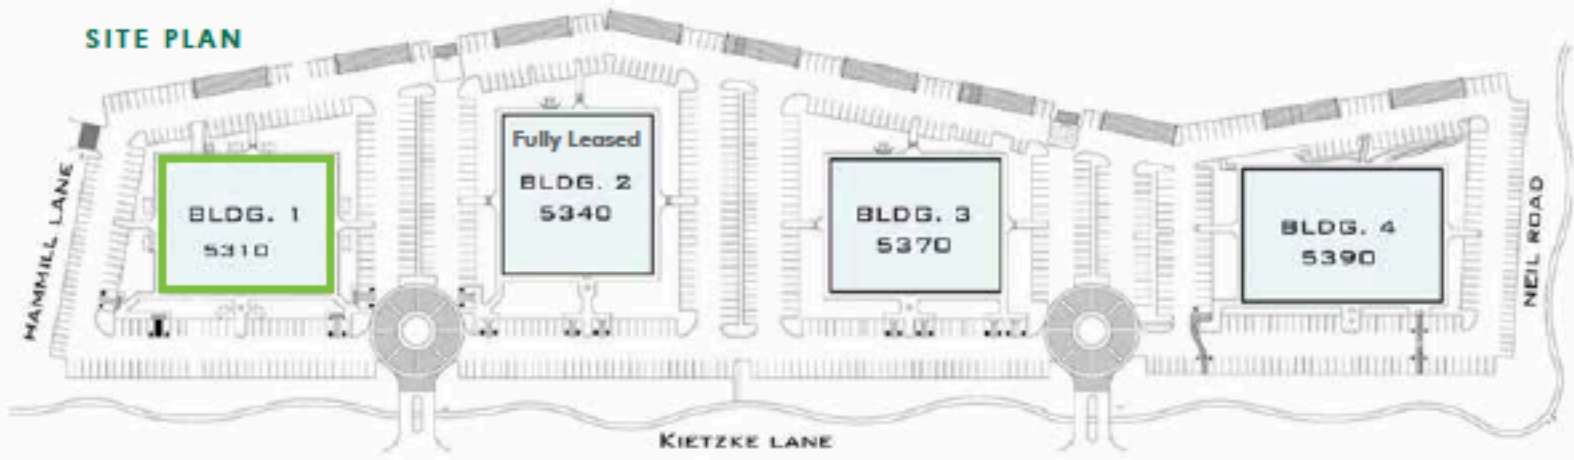 SITE PLAN
HAMMILL LANE
BLDG. 1
5310
Fully Leased
BLDG. 2
5340
BLDG. 3
5370
BLDG. 4
5390
NEIL ROAD
KIETZKE LANE